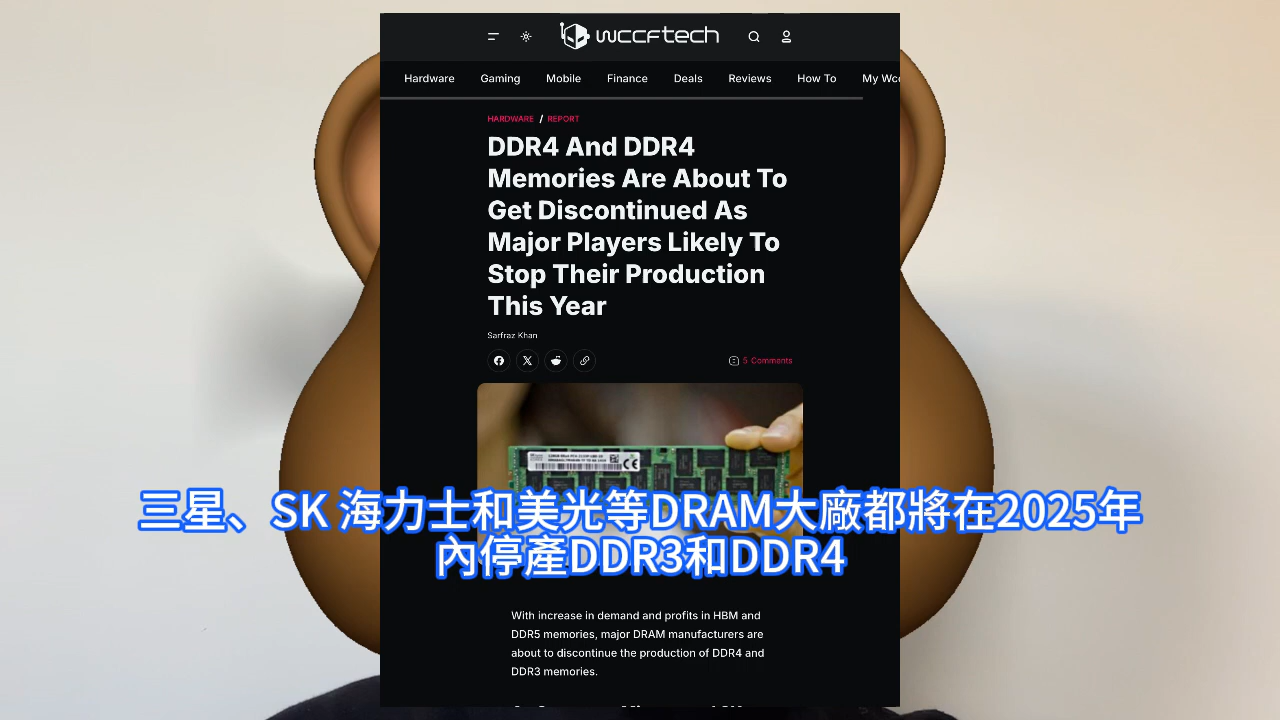 wccftech
Hardware Gaming Mobile Finance Deals Reviews How To My Wcc
HARDWARE / REPORT
DDR4 And DDR4
Memories Are About To
Get Discontinued As
Major Players Likely To
Stop Their Production
This Year
Sarfraz Khan
5 Comments
三星、SK 海力士和美光等DRAM大廠都將在2025年
內停產DDR3和DDR4
With increase in demand and profits in HBM and
DDR5 memories, major DRAM manufacturers are
about to discontinue the production of DDR4 and
DDR3 memories.